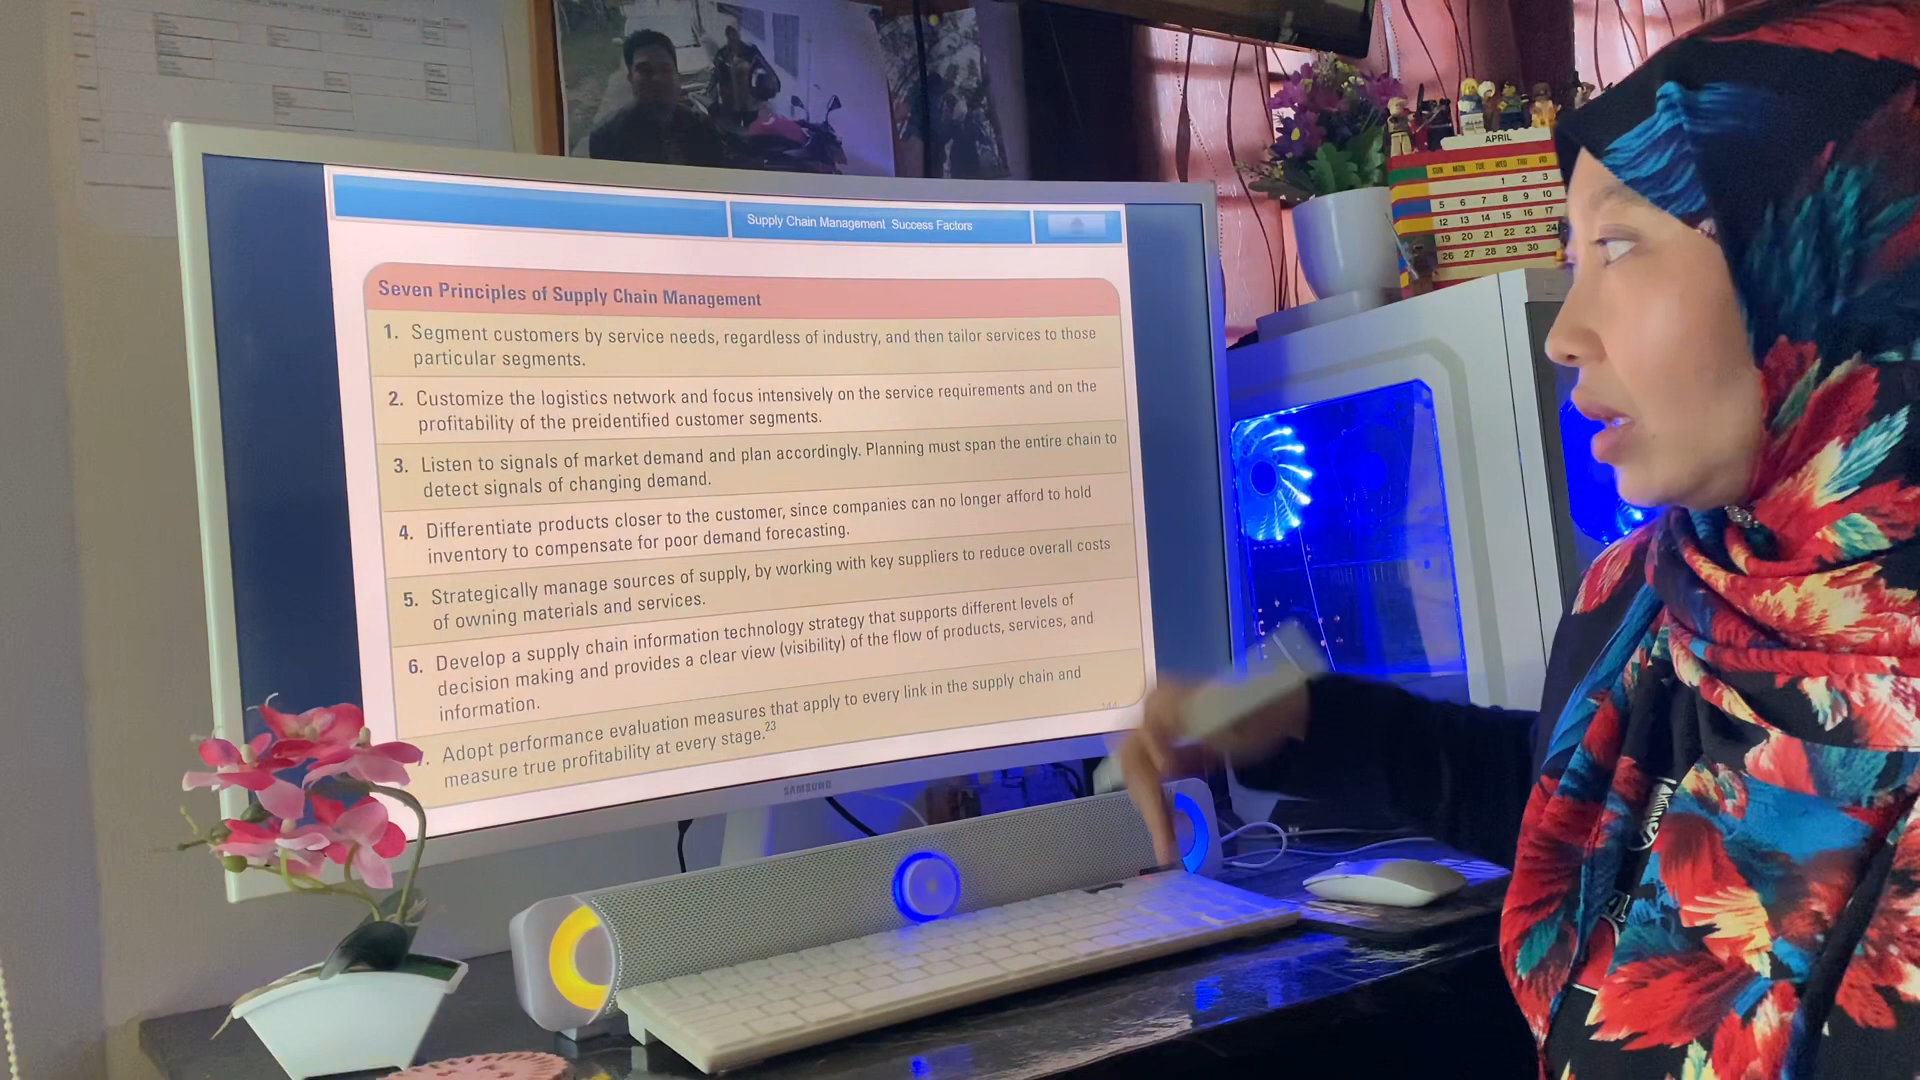 Supply Chain Management Success Factors
Seven Principles of Supply Chain Management
1. Segment customers by service needs, regardless of industry, and then tailor services to those
particular segments.
2. Customize the logistics network and focus intensively on the service requirements and on the
profitability of the preidentified customer segments.
3. Listen to signals of market demand and plan accordingly. Planning must span the entire chain to
detect signals of changing demand.
4. Differentiate products closer to the customer, since companies can no longer afford to hold
inventory to compensate for poor demand forecasting.
5. Strategically manage sources of supply, by working with key suppliers to reduce overall costs
of owning materials and services.
6. Develop a supply chain information technology strategy that supports different levels of
decision making and provides a clear view (visibility) of the flow of products, services, and
information.
Adopt performance evaluation measures that apply to every link in the supply chain and
measure true profitability at every stage.23
SAMSUNG
APRIL
SUN MON TUE WED THU FRI
1 2 3
5 6 7 8 9 10
12 13 14 15 16 17
19 20 21 22 23 24
26 27 28 29 30